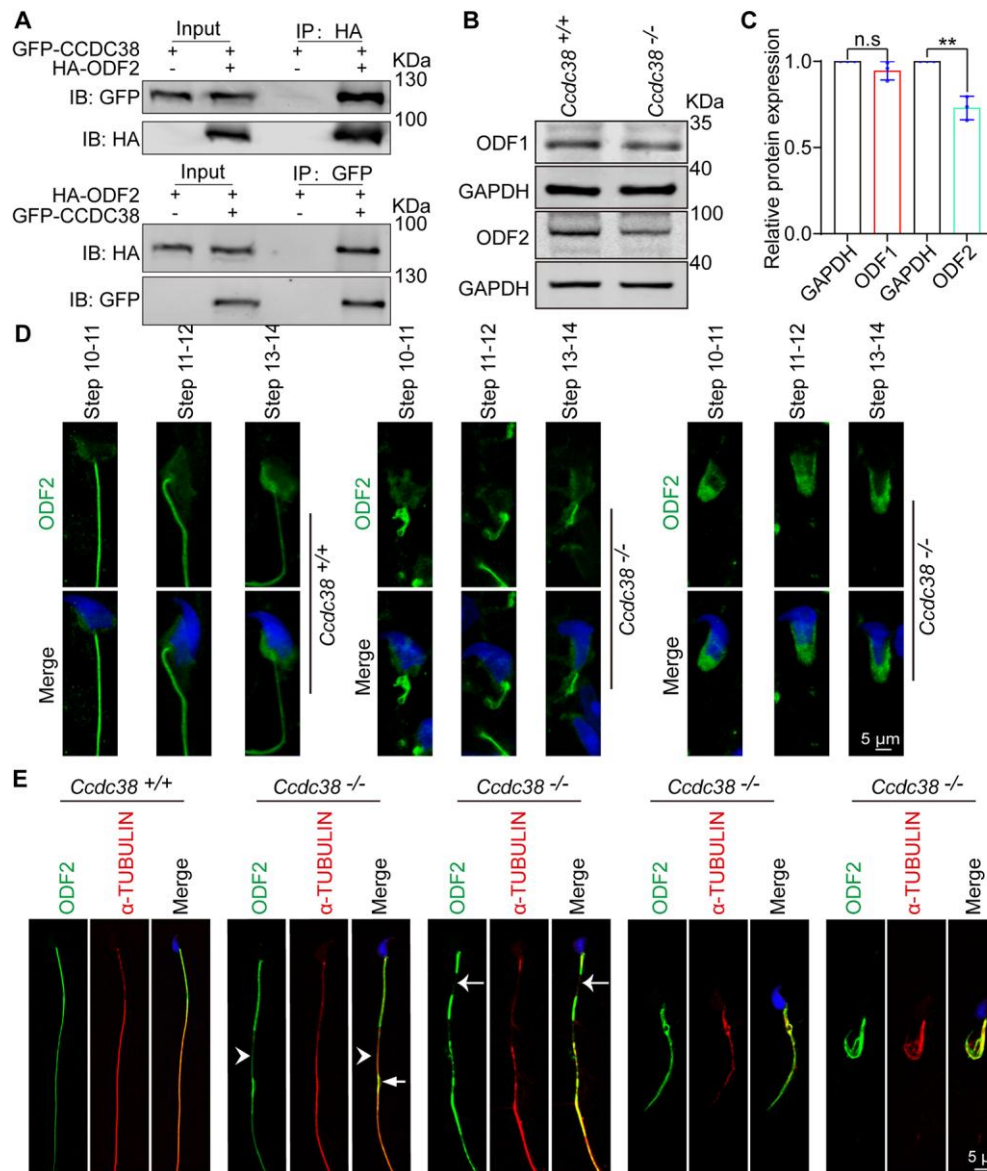 A
Input IP: HA
GFP-CCDC38 + + + +
HA-ODF2 - + - + KDa
130
IB: GFP
100
IB: HA
Input IP: GFP
HA-ODF2 + + + +
GFP-CCDC38 - + - + KDa
100
IB: HA
130
IB: GFP
B
Ccdc38 +/+ Ccdc38 -/-
KDa
35
ODF1
40
GAPDH
100
ODF2
40
GAPDH
C
Relative protein expression
1.0
0.5
0.0
n.s **
GAPDH ODF1 GAPDH ODF2
D
Step 10-11 Step 11-12 Step 13-14 Step 10-11 Step 11-12 Step 13-14 Step 10-11 Step 11-12 Step 13-14
ODF2 ODF2 ODF2
Merge Merge Merge
Ccdc38 +/+ Ccdc38 -/- Ccdc38 -/-
5 µm
E
Ccdc38 +/+ Ccdc38 -/- Ccdc38 -/- Ccdc38 -/- Ccdc38 -/-
ODF2 α-TUBULIN Merge ODF2 α-TUBULIN Merge ODF2 α-TUBULIN Merge ODF2 α-TUBULIN Merge ODF2 α-TUBULIN Merge
5 µ